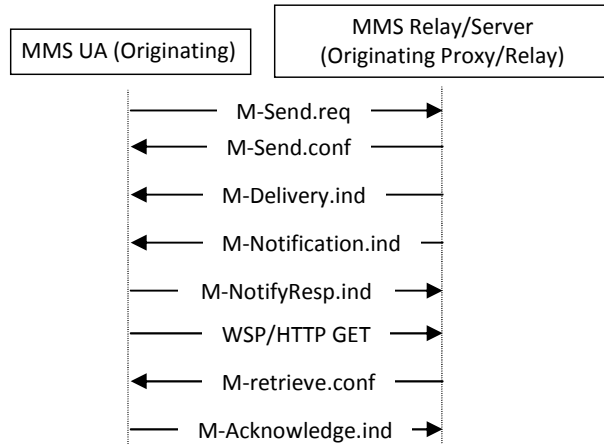 MMS UA (Originating)
MMS Relay/Server
(Originating Proxy/Relay)
M-Send.req
M-Send.conf
M-Delivery.ind
M-Notification.ind
M-NotifyResp.ind
WSP/HTTP GET
M-retrieve.conf
M-Acknowledge.ind